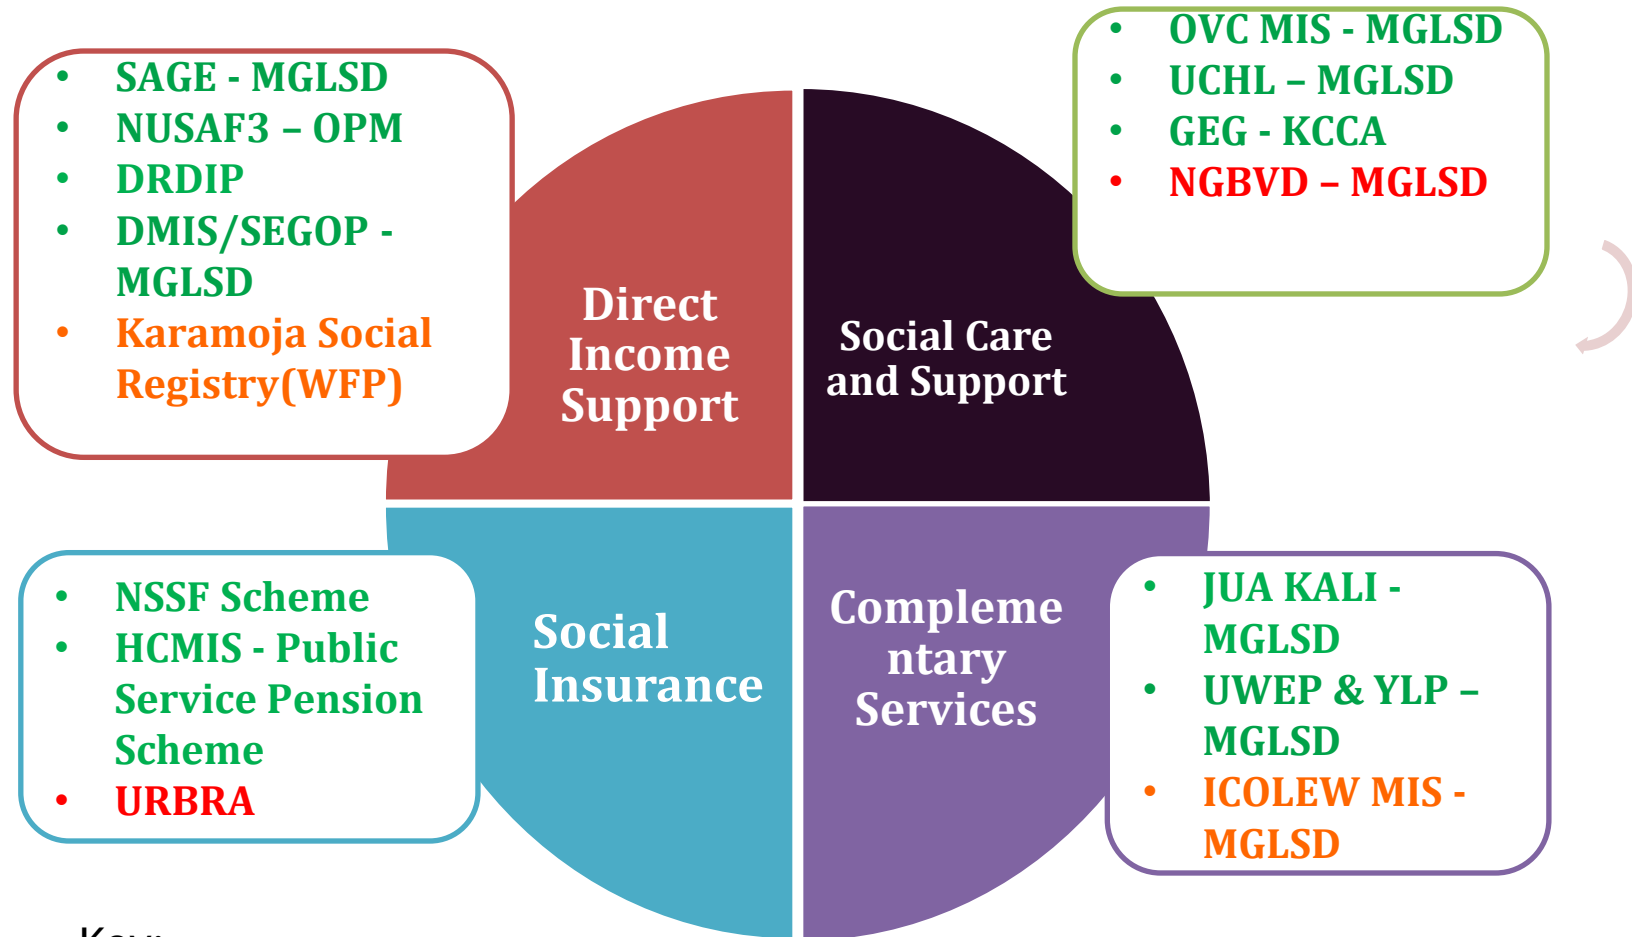 • SAGE - MGLSD
• NUSAF3 – OPM
• DRDIP
• DMIS/SEGOP -
MGLSD
• Karamoja Social
Registry(WFP)
• OVC MIS - MGLSD
• UCHL – MGLSD
• GEG - KCCA
• NGBVD – MGLSD
Direct
Income
Support
Social Care
and Support
• NSSF Scheme
• HCMIS - Public
Service Pension
Scheme
• URBRA
Social
Insurance
Compleme
ntary
Services
• JUA KALI -
MGLSD
• UWEP & YLP –
MGLSD
• ICOLEW MIS -
MGLSD
Key: